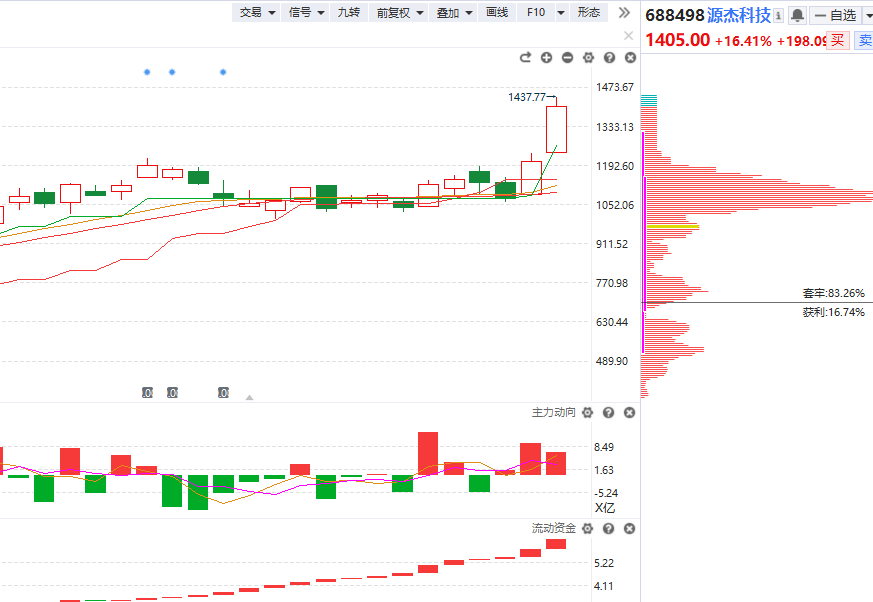 交易 信号 九转 前复权 叠加 画线 F10 形态
688498 源杰科技 自选
1405.00 +16.41% +198.09 买 卖
1473.67
1437.77
1333.13
1192.60
1052.06
911.52
770.98
套牢:83.26%
获利:16.74%
630.44
489.90
主力动向
8.49
1.63
-5.24
X亿
流动资金
5.22
4.11